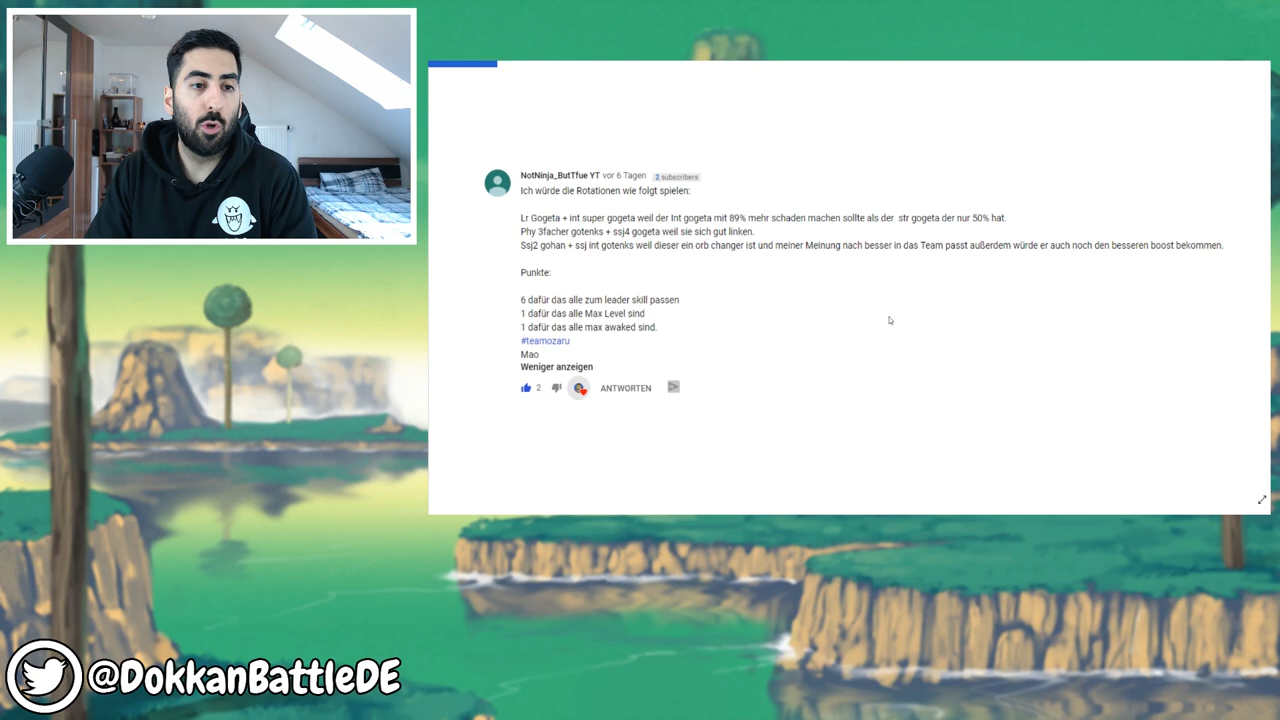 NotNinja_ButTfue YT vor 6 Tagen 2 subscribers
Ich würde die Rotationen wie folgt spielen:
Lr Gogeta + int super gogeta weil der Int gogeta mit 89% mehr schaden machen sollte als der str gogeta der nur 50% hat.
Phy 3facher gotenks + ssj4 gogeta weil sie sich gut linken.
Ssj2 gohan + ssj int gotenks weil dieser ein orb changer ist und meiner Meinung nach besser in das Team passt außerdem würde er auch noch den besseren boost bekommen.
Punkte:
6 dafür das alle zum leader skill passen
1 dafür das alle Max Level sind
1 dafür das alle max awaked sind.
#teamozaru
Mao
Weniger anzeigen
2 ANTWORTEN
@DokkanBattleDE